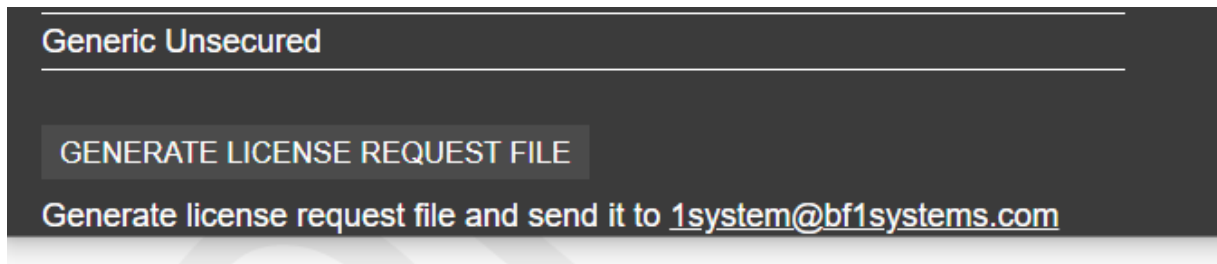 Generic Unsecured
GENERATE LICENSE REQUEST FILE
Generate license request file and send it to 1system@bf1systems.com